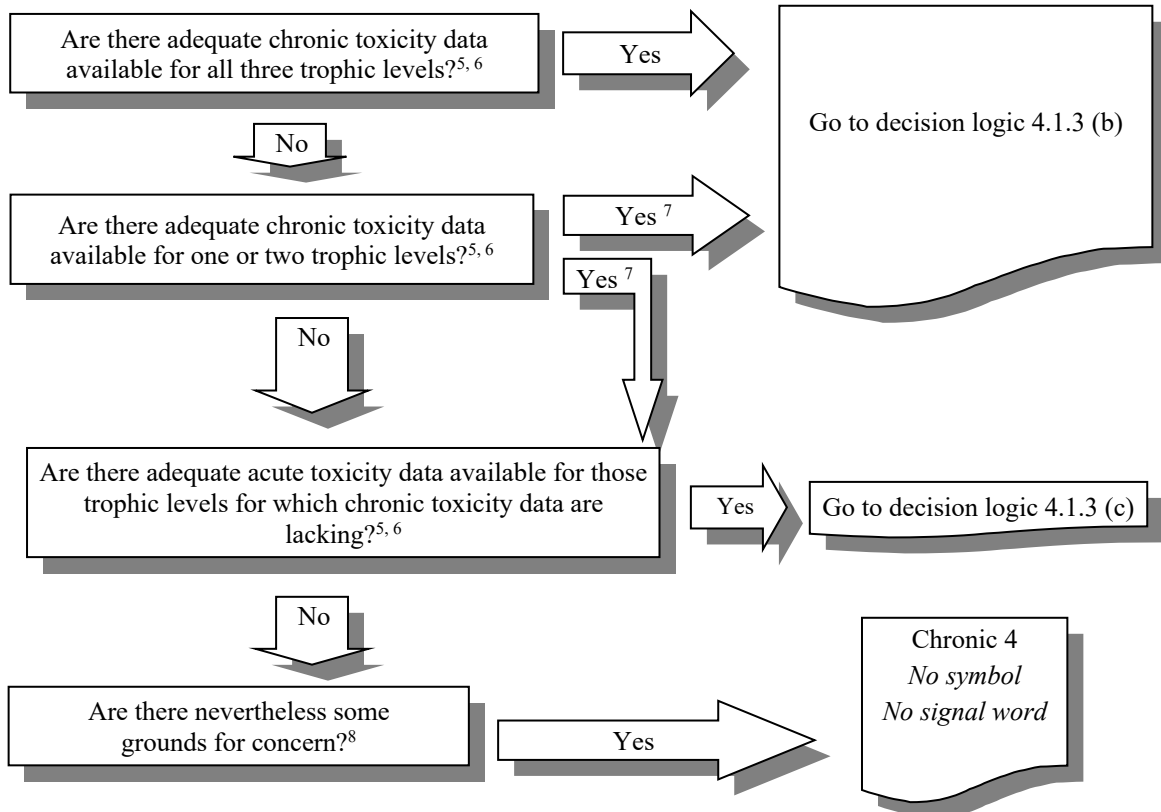 Are there adequate chronic toxicity data
available for all three trophic levels?5, 6
Yes
Go to decision logic 4.1.3 (b)
No
Are there adequate chronic toxicity data
available for one or two trophic levels?5, 6
Yes 7
Yes 7
No
Are there adequate acute toxicity data available for those
trophic levels for which chronic toxicity data are
lacking?5, 6
Yes
Go to decision logic 4.1.3 (c)
No
Chronic 4
No symbol
No signal word
Are there nevertheless some
grounds for concern?8
Yes